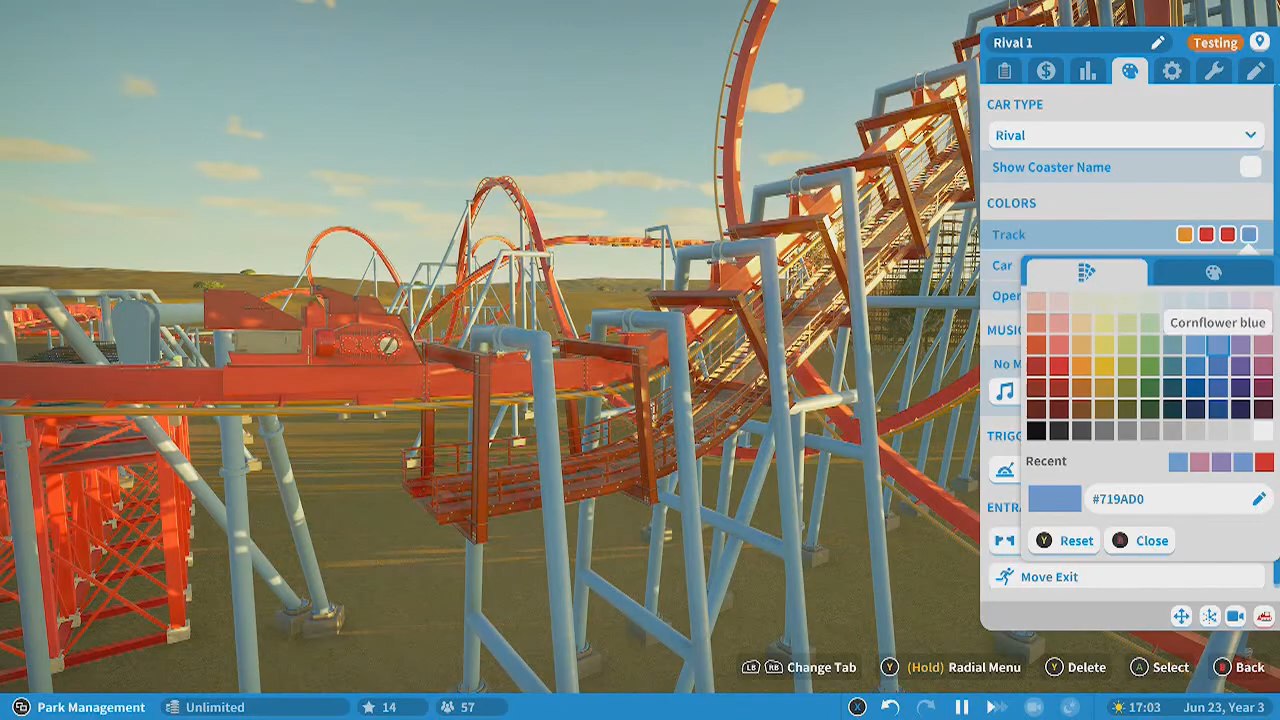 Rival 1
Testing
CAR TYPE
Rival
Show Coaster Name
COLORS
Track
Car
Cornflower blue
Recent
#719AD0
Y Reset
Close
Move Exit
LB RB Change Tab
Y (Hold) Radial Menu
Y Delete
A Select
B Back
Park Management
Unlimited
14
57
X
17:03
Jun 23, Year 3